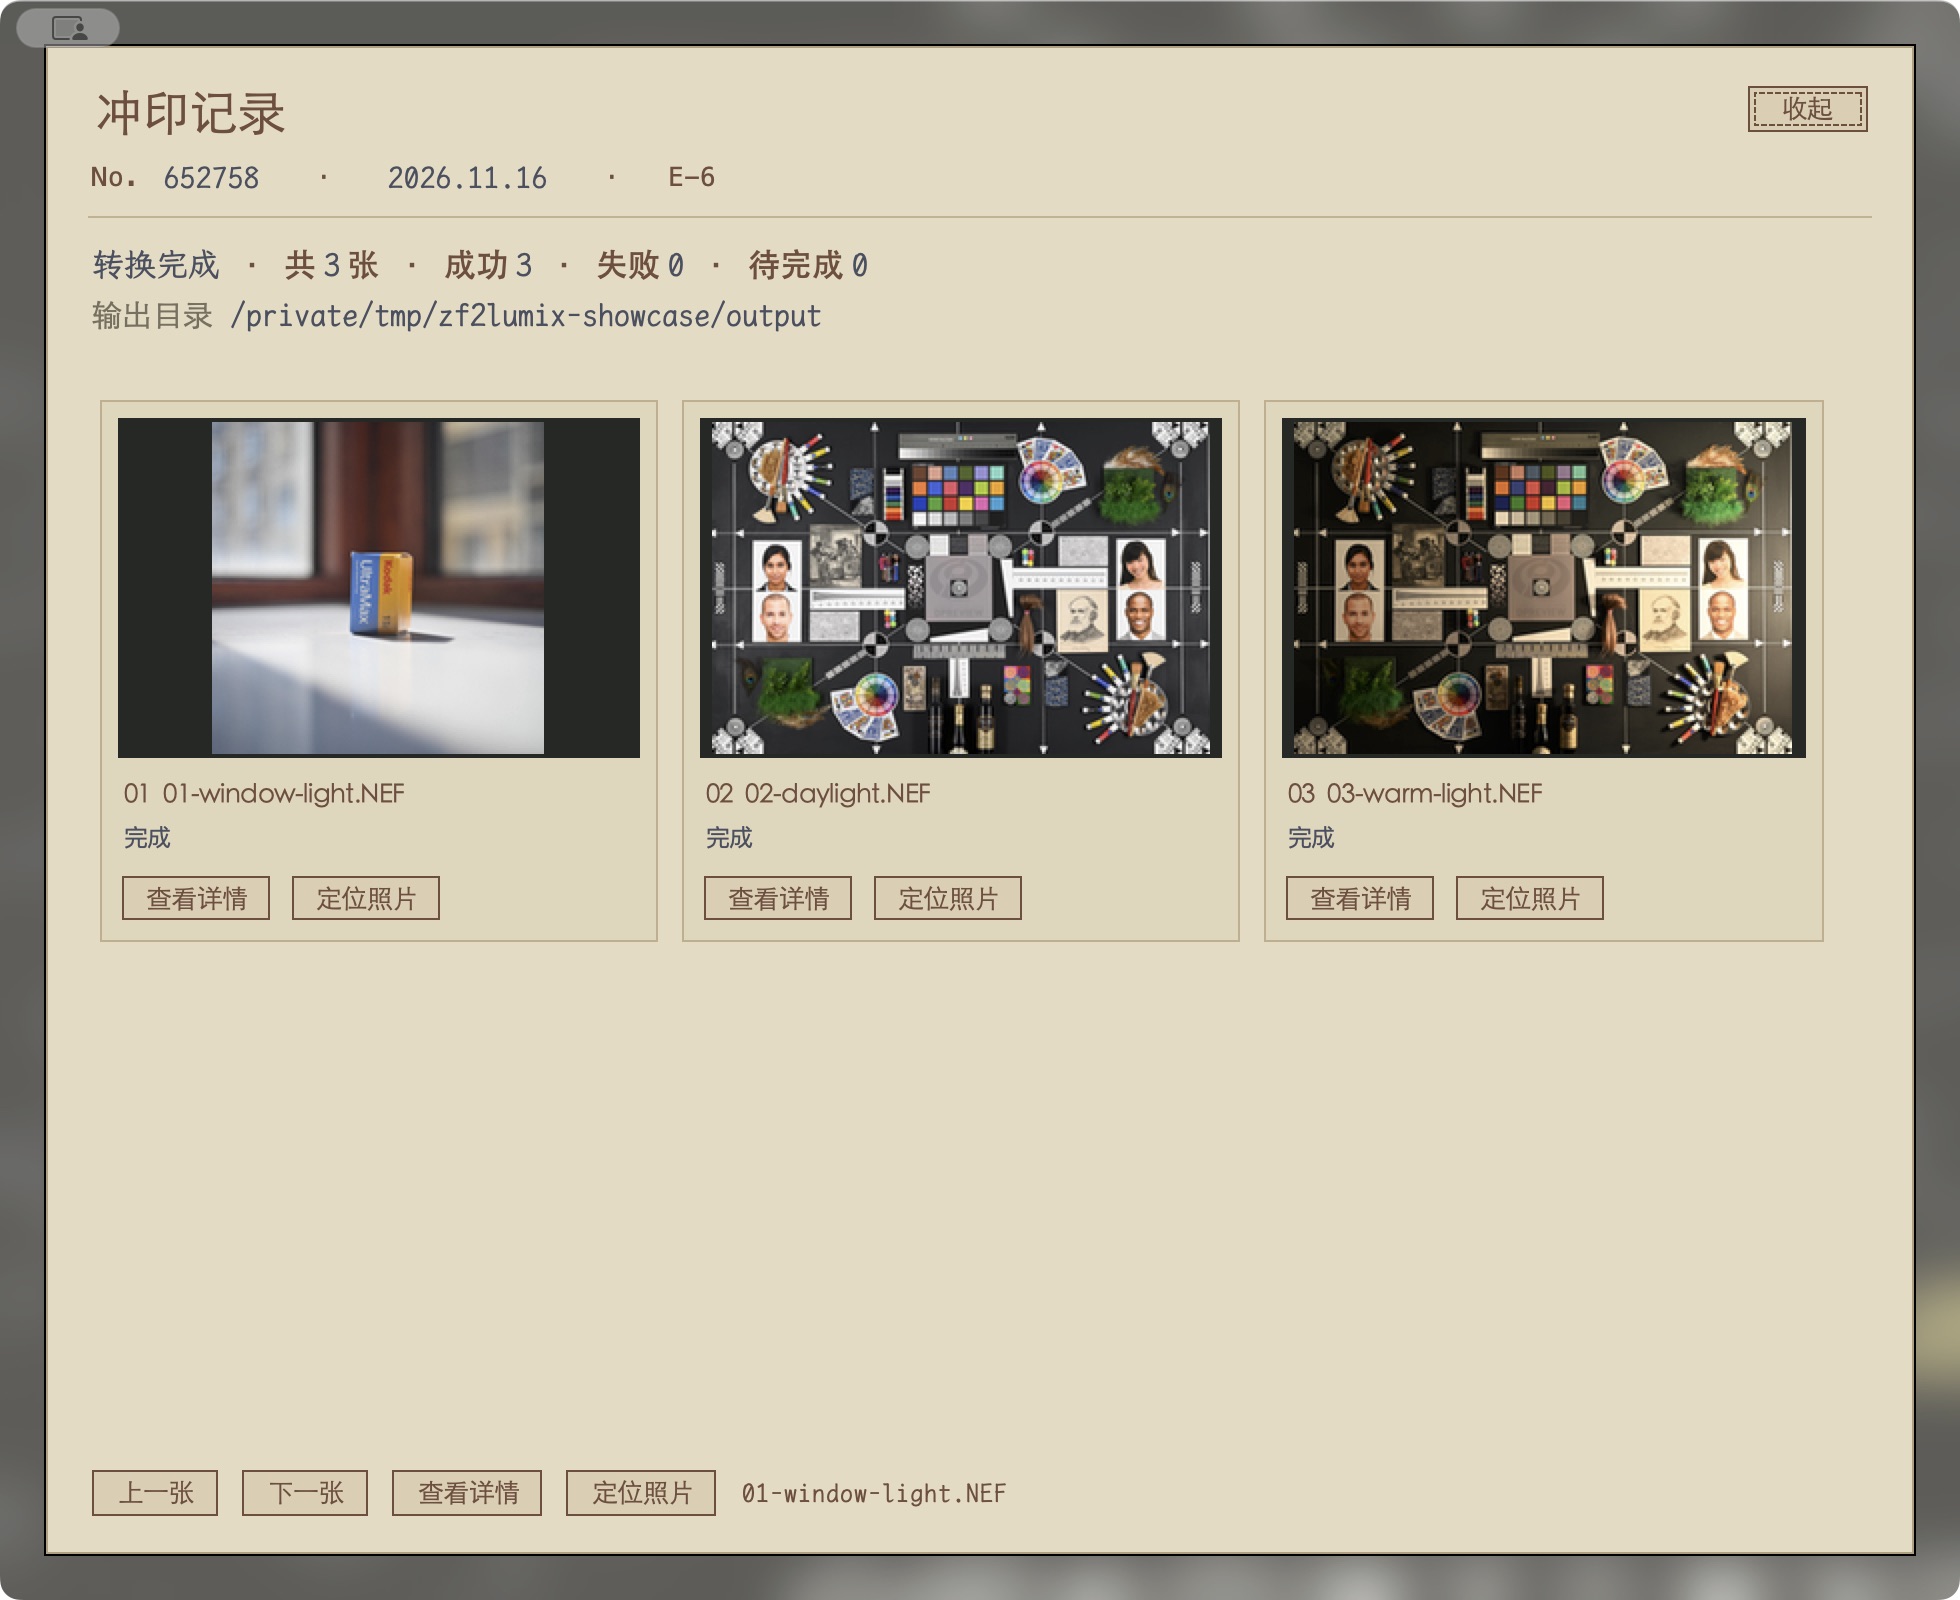 冲印记录
收起
No. 652758 · 2026.11.16 · E-6
转换完成 · 共 3 张 · 成功 3 · 失败 0 · 待完成 0
输出目录 /private/tmp/zf2lumix-showcase/output
Kodak
UltraMax
01 01-window-light.NEF
完成
查看详情 定位照片
02 02-daylight.NEF
完成
查看详情 定位照片
03 03-warm-light.NEF
完成
查看详情 定位照片
上一张 下一张 查看详情 定位照片 01-window-light.NEF